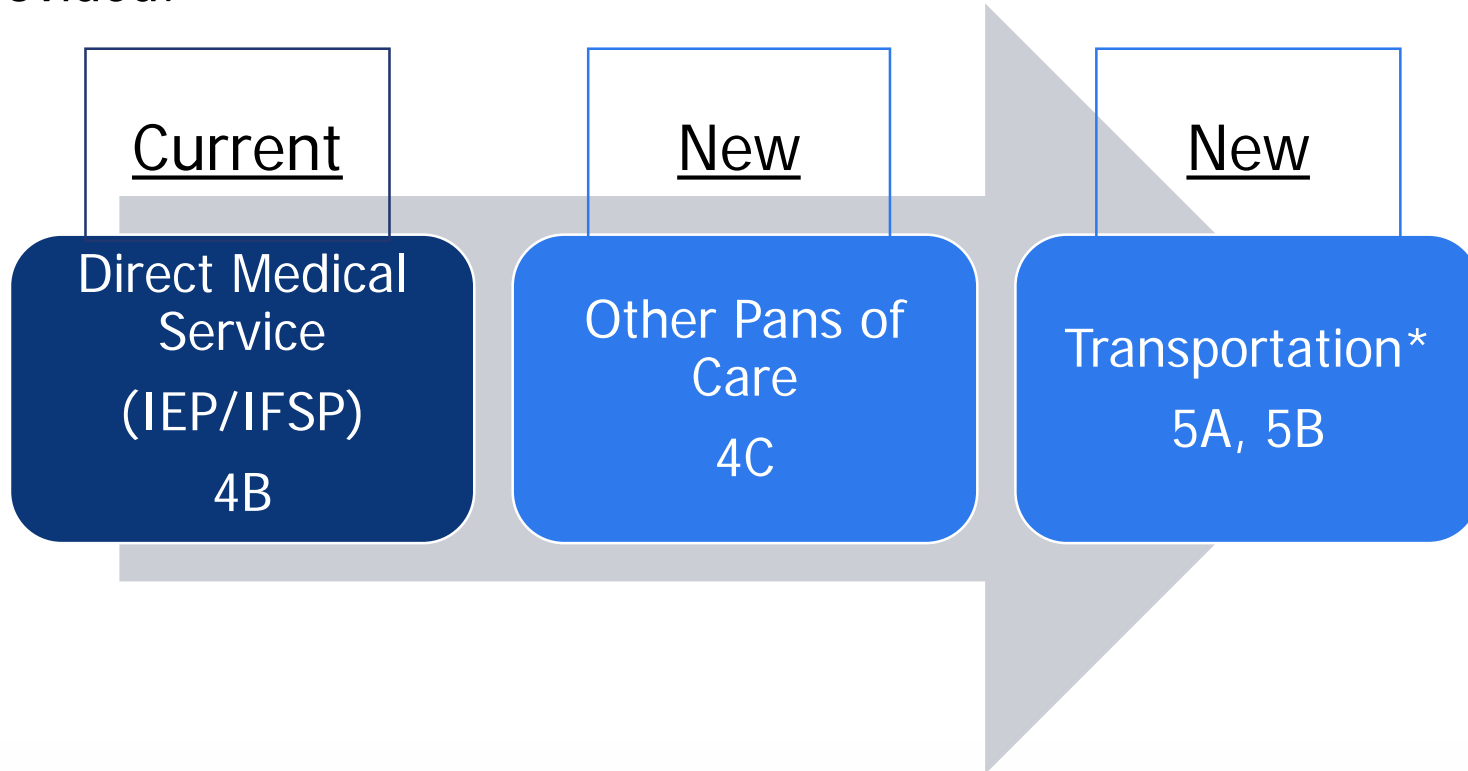 Current
New
New
Direct Medical
Service
(IEP/IFSP)
4B
Other Pans of
Care
4C
Transportation*
5A, 5B